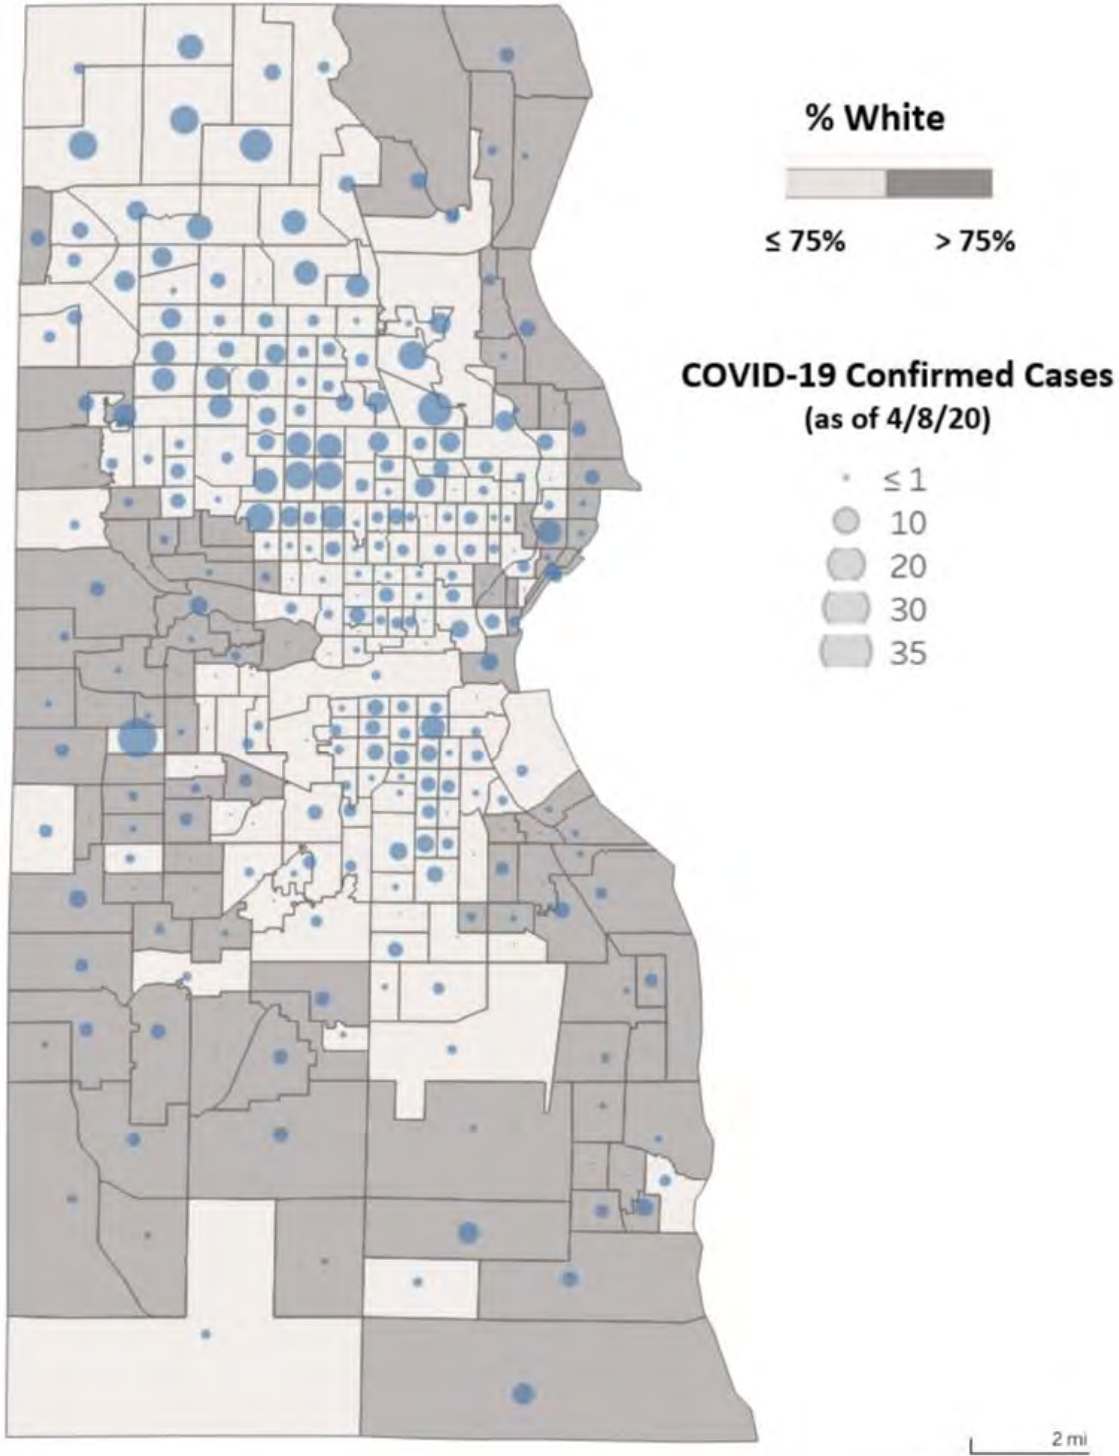 % White
≤ 75%
> 75%
COVID-19 Confirmed Cases
(as of 4/8/20)
≤ 1
10
20
30
35
2 mi